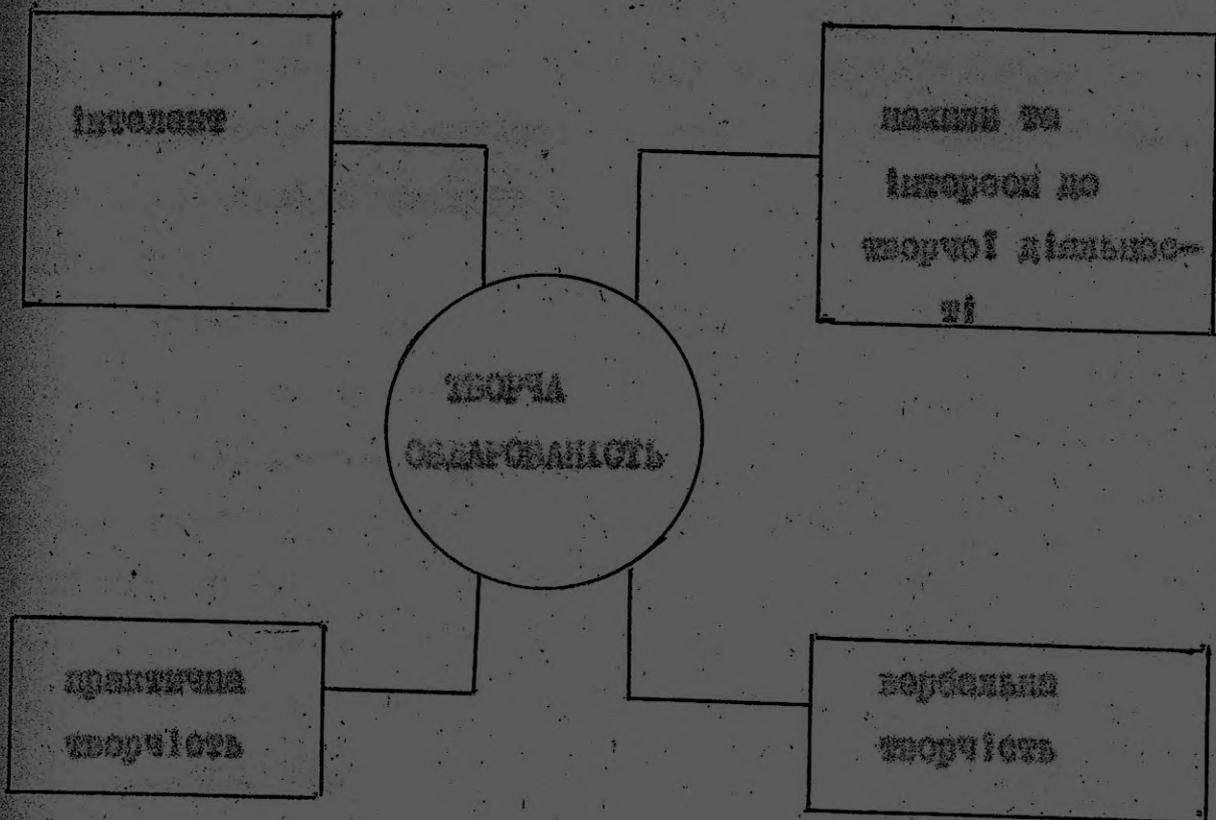 інтелект
нахили та
інтереси до
творчої діяльнос-
ті
ТВОРЧА
ОБДАРОВАНІСТЬ
практична
творчість
вербальна
творчість